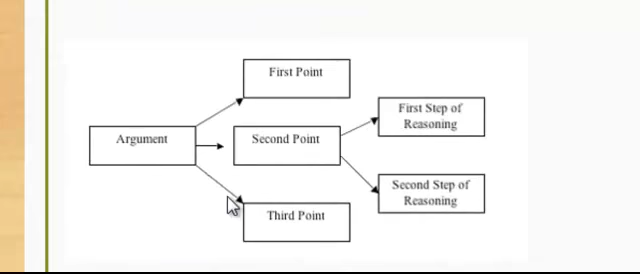 First Point
Argument
Second Point
First Step of
Reasoning
Second Step of
Reasoning
Third Point